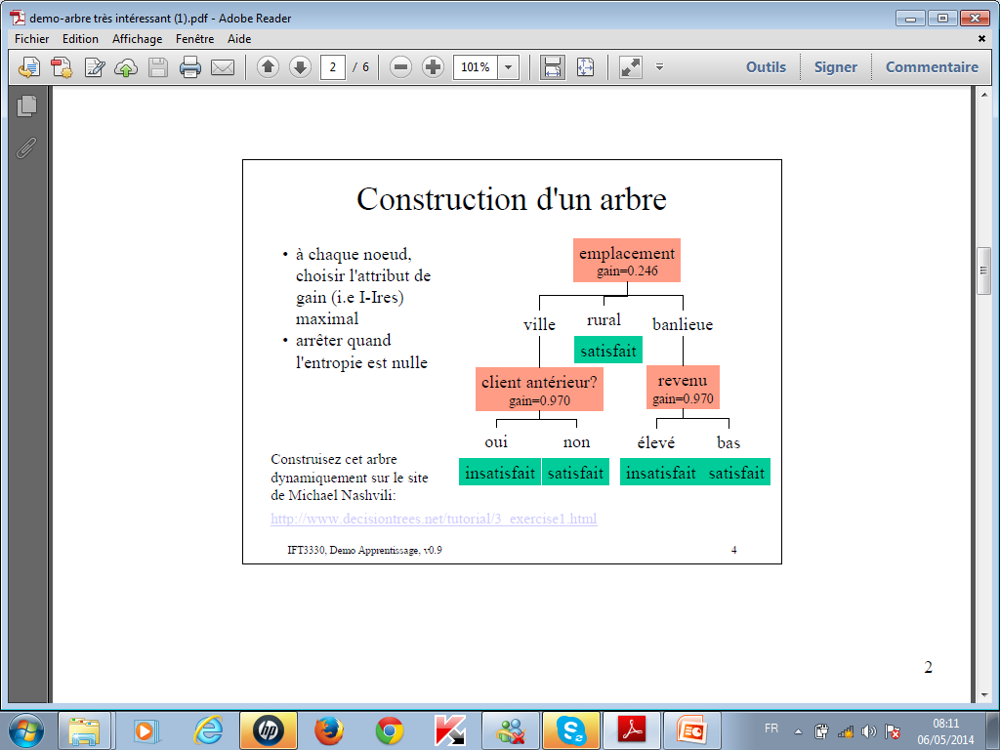 demo-arbre très intéressant (1).pdf - Adobe Reader
Fichier Edition Affichage Fenêtre Aide
2 / 6 101% Outils Signer Commentaire
Construction d'un arbre
• à chaque noeud,
choisir l'attribut de
gain (i.e I-Ires)
maximal
• arrêter quand
l'entropie est nulle
emplacement
gain=0.246
ville rural banlieue
satisfait
client antérieur?
gain=0.970
revenu
gain=0.970
oui non élevé bas
insatisfait satisfait insatisfait satisfait
Construisez cet arbre
dynamiquement sur le site
de Michael Nashvili:
http://www.decisiontrees.net/tutorial/3_exercise1.html
IFT3330, Demo Apprentissage, v0.9 4
2
hp
FR 08:11
06/05/2014